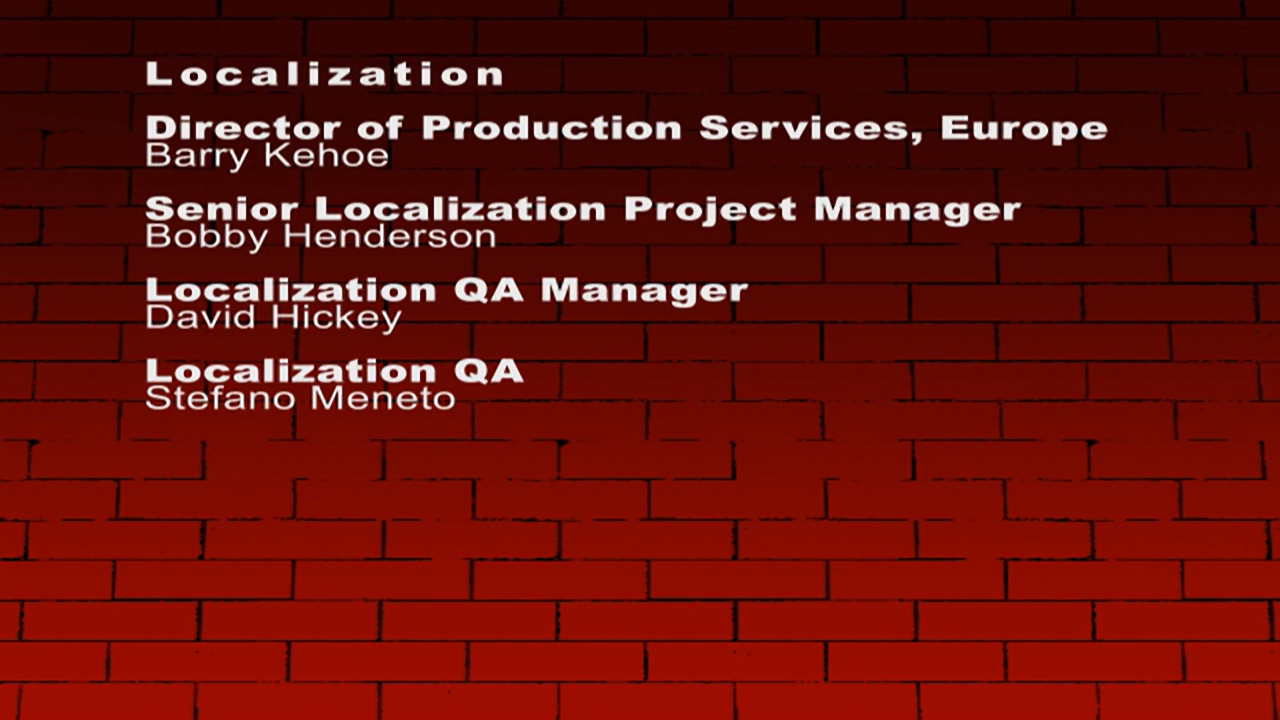 Localization
Director of Production Services, Europe
Barry Kehoe
Senior Localization Project Manager
Bobby Henderson
Localization QA Manager
David Hickey
Localization QA
Stefano Meneto